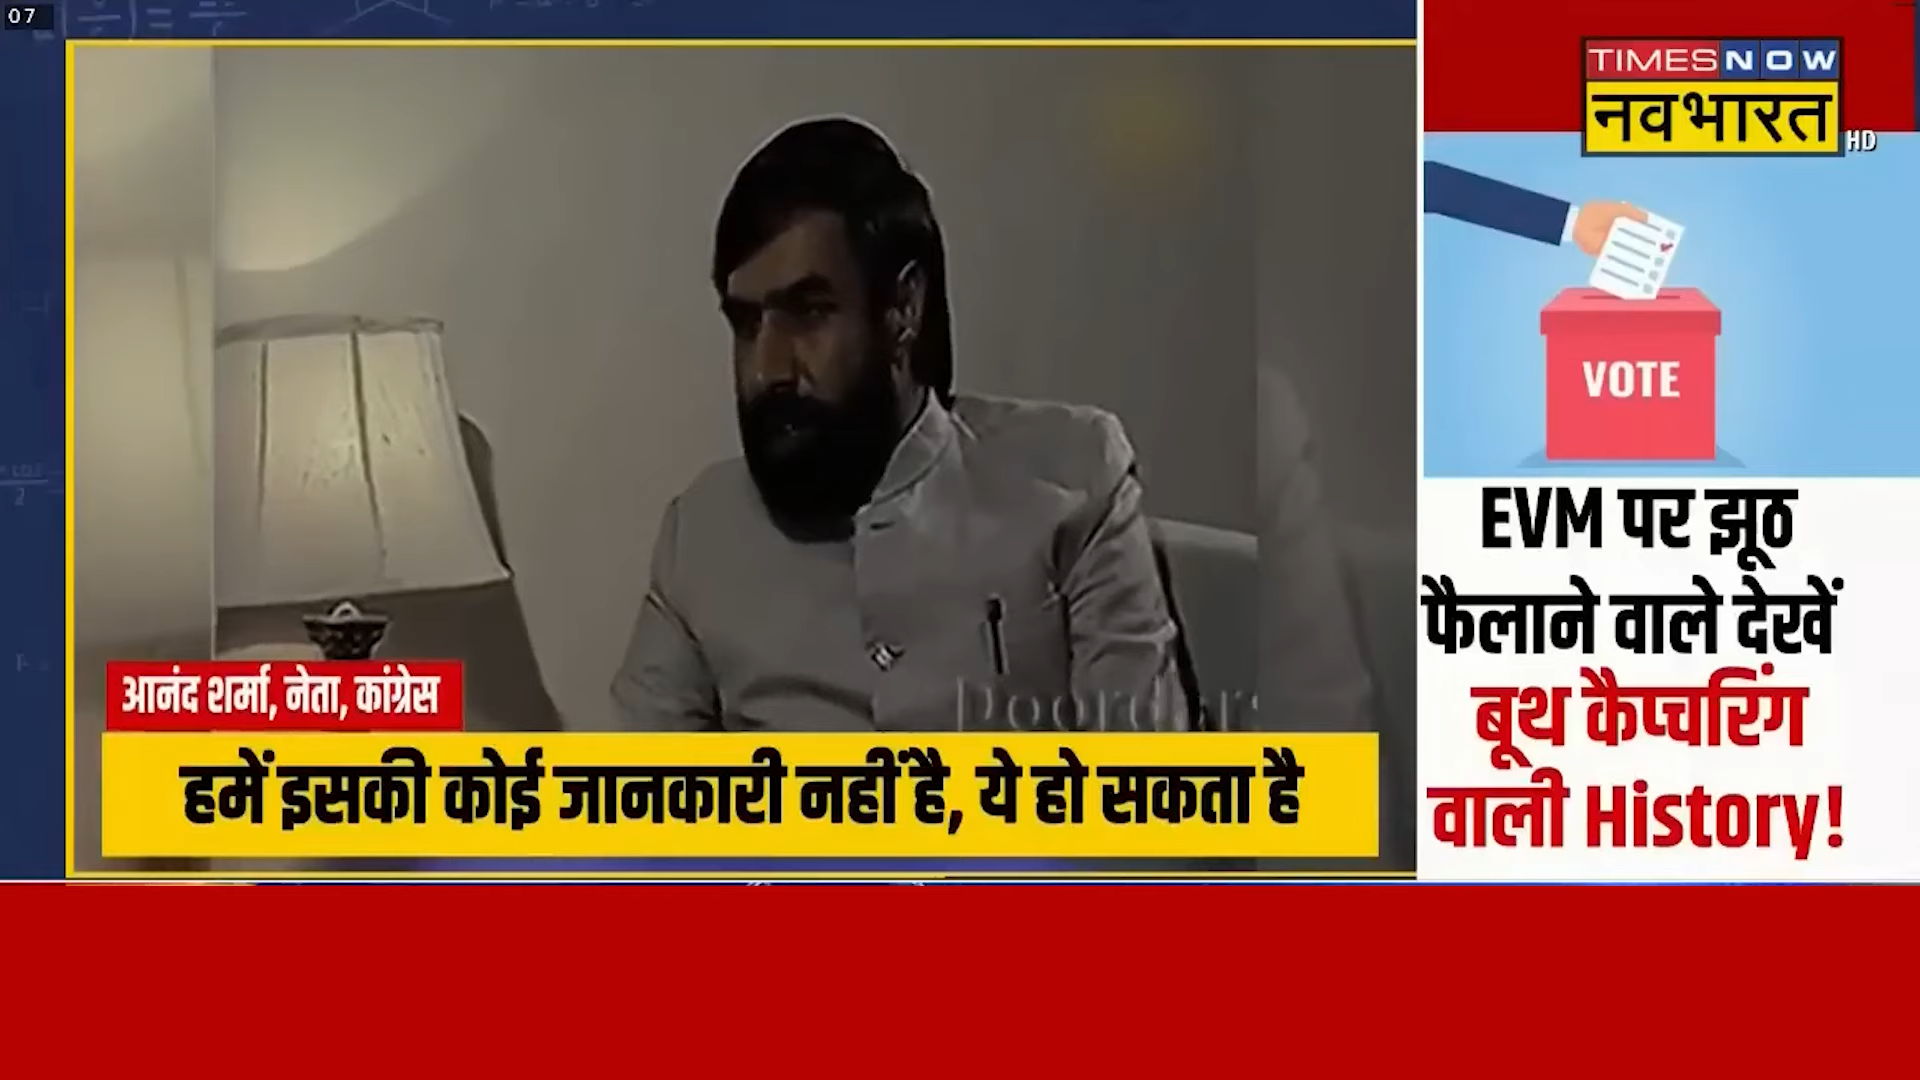 07
TIMES NOW
नवभारत
HD
VOTE
EVM पर झूठ
फैलाने वाले देखें
बूथ कैप्चरिंग
वाली History!
आनंद शर्मा, नेता, कांग्रेस
हमें इसकी कोई जानकारी नहीं है, ये हो सकता है